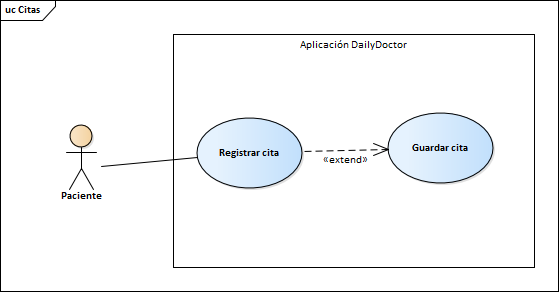 uc Citas
Aplicación DailyDoctor
Registrar cita
Guardar cita
«extend»
Paciente